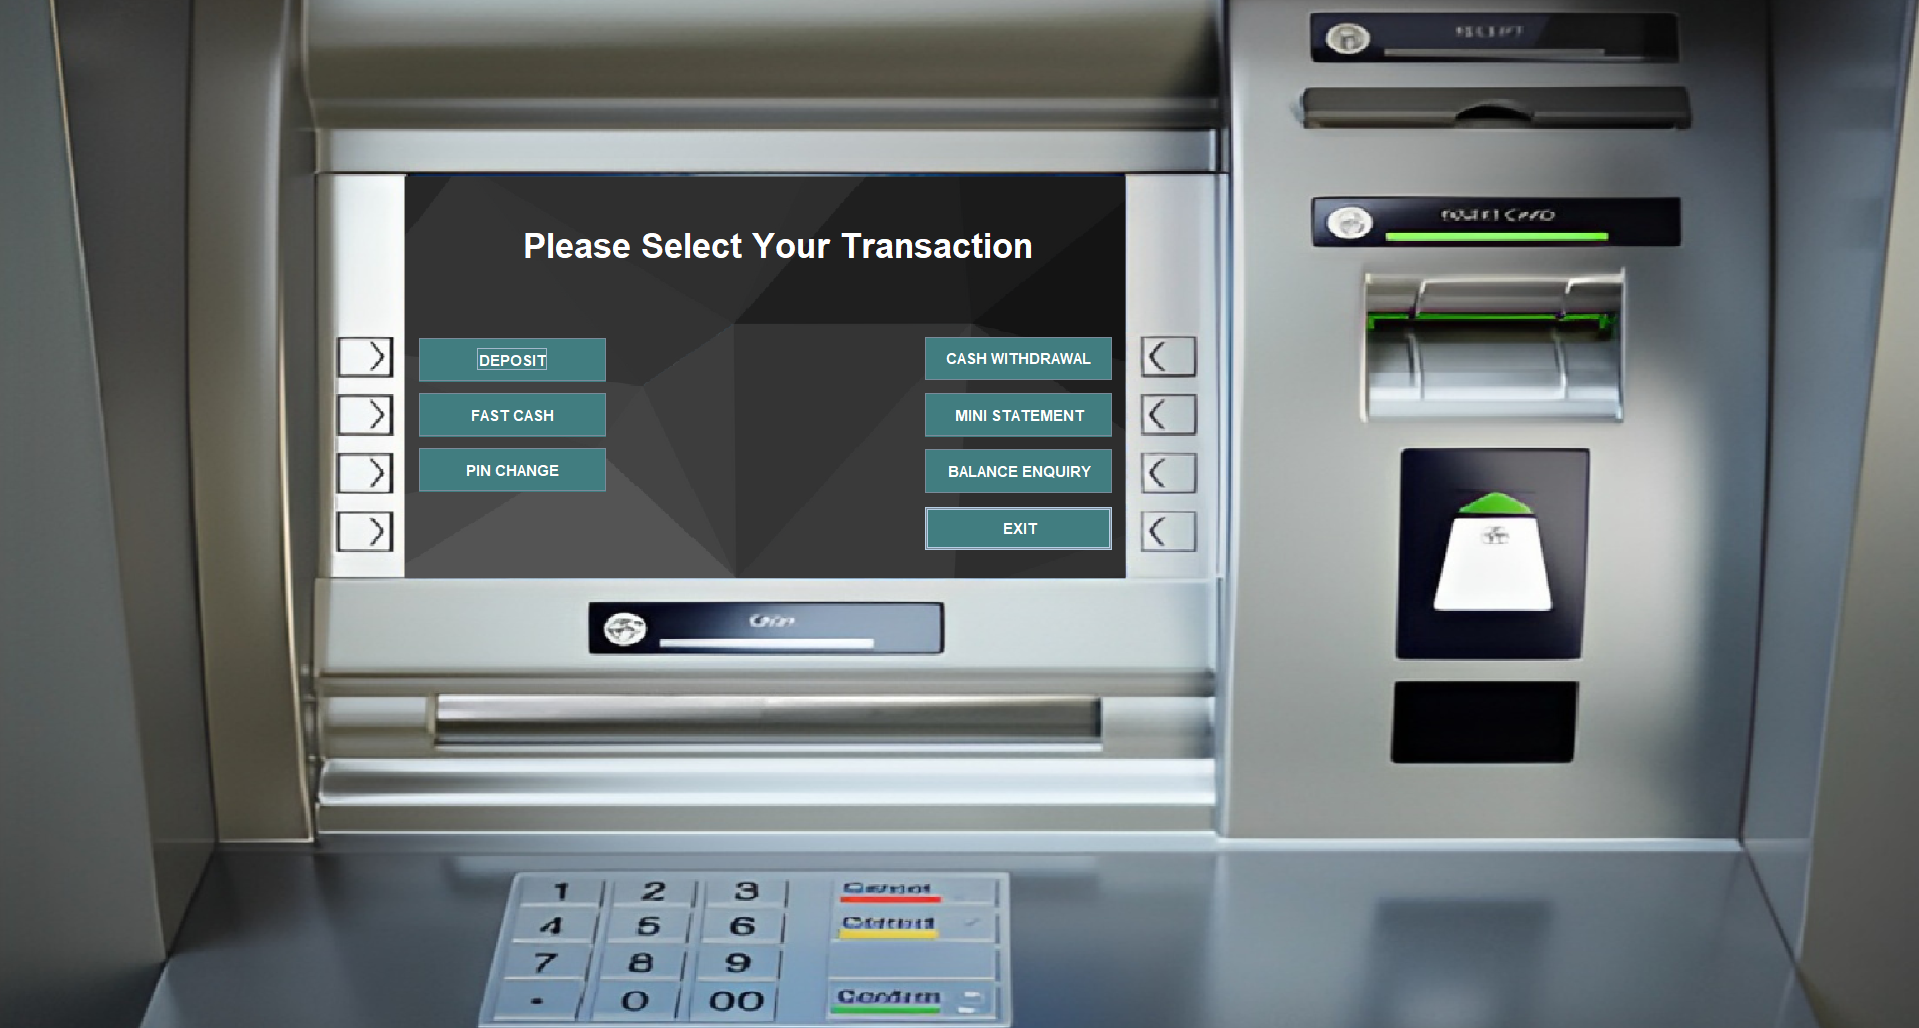 Please Select Your Transaction
DEPOSIT
CASH WITHDRAWAL
FAST CASH
MINI STATEMENT
PIN CHANGE
BALANCE ENQUIRY
EXIT
1 2 3
4 5 6
7 8 9
. 0 00